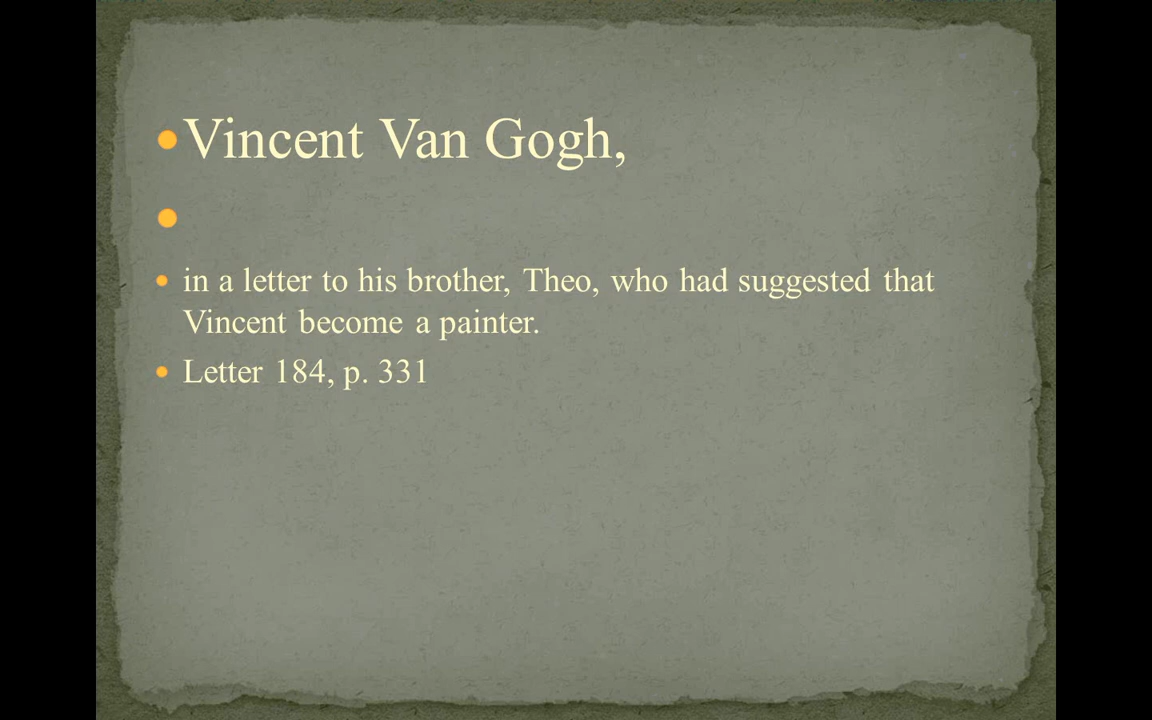 Vincent Van Gogh,
in a letter to his brother, Theo, who had suggested that
Vincent become a painter.
Letter 184, p. 331